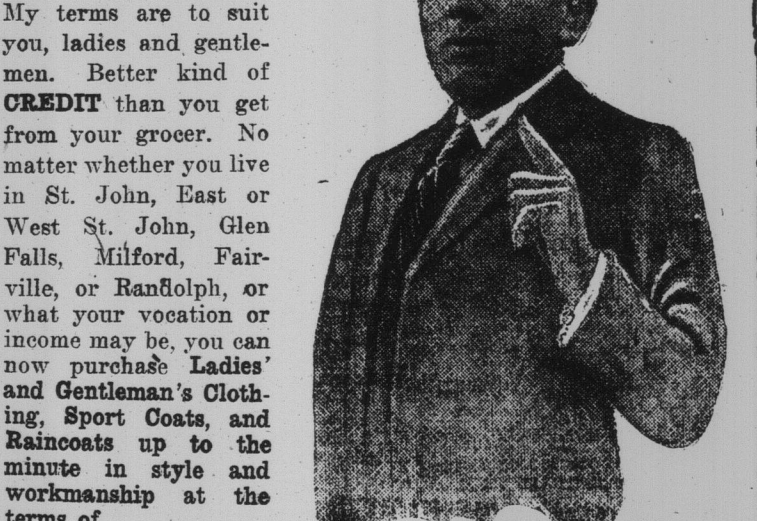 My terms are to suit
you, ladies and gentle-
men. Better kind of
CREDIT than you get
from your grocer. No
matter whether you live
in St. John, East or
West St. John, Glen
Falls, Milford, Fair-
ville, or Randolph, or
what your vocation or
income may be, you can
now purchase Ladies'
and Gentleman's Cloth-
ing, Sport Coats, and
Raincoats up to the
minute in style and
workmanship at the
terms of